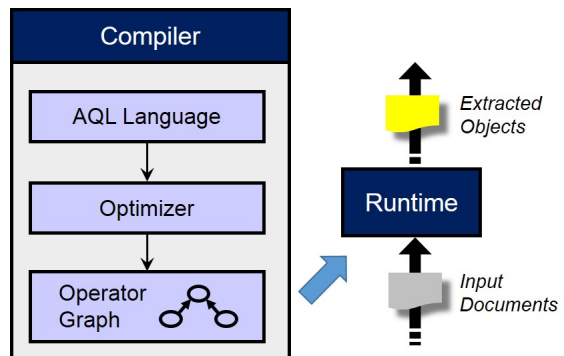 Compiler
AQL Language
Optimizer
Operator
Graph
Extracted
Objects
Runtime
Input
Documents